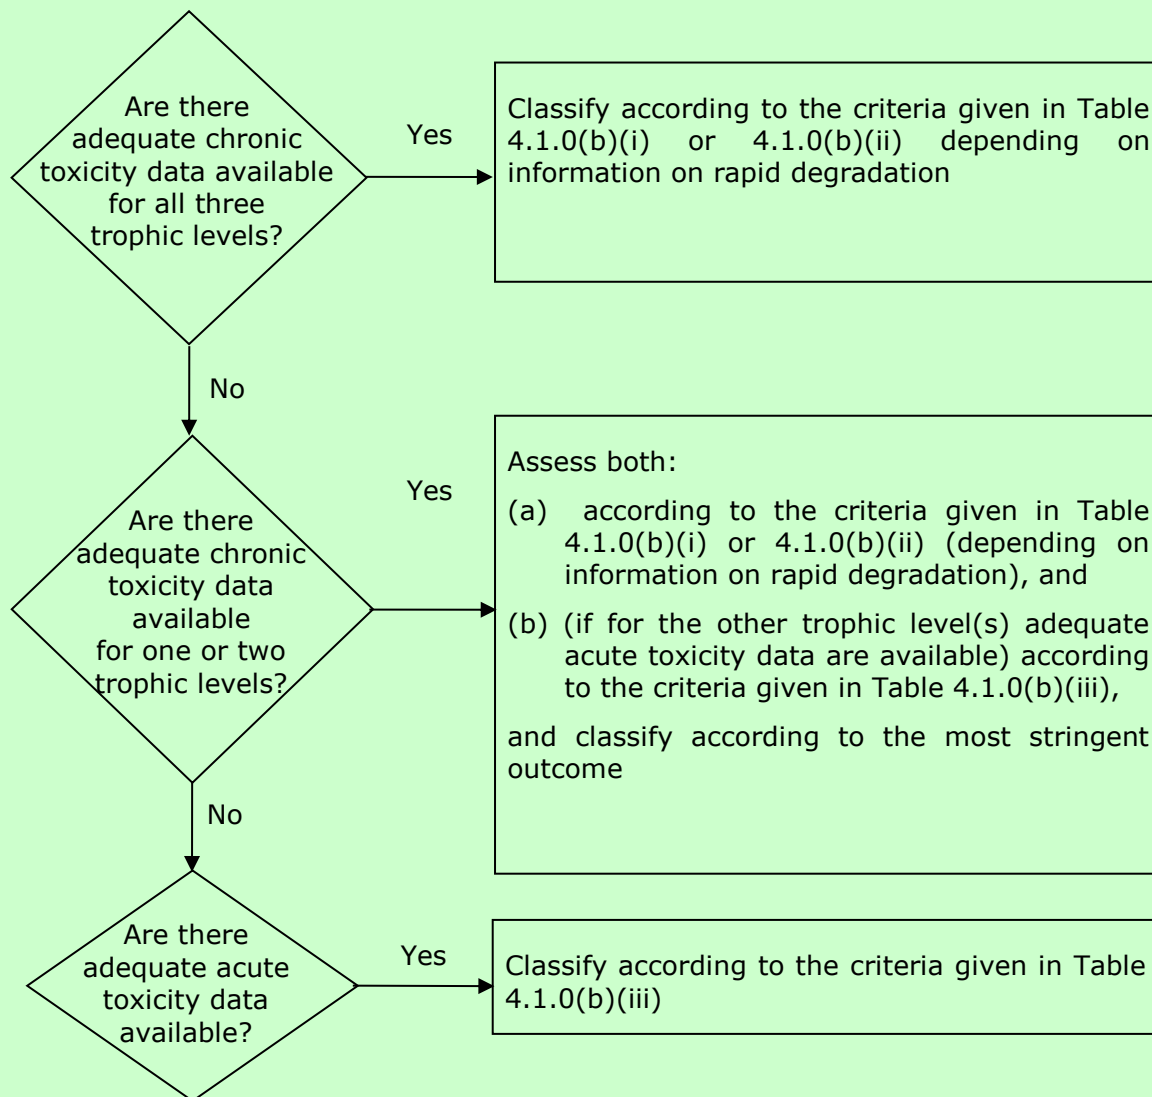 Are there
adequate chronic
toxicity data available
for all three
trophic levels?
Yes
Classify according to the criteria given in Table
4.1.0(b)(i) or 4.1.0(b)(ii) depending on
information on rapid degradation
No
Are there
adequate chronic
toxicity data
available
for one or two
trophic levels?
Yes
Assess both:
(a) according to the criteria given in Table
4.1.0(b)(i) or 4.1.0(b)(ii) (depending on
information on rapid degradation), and
(b) (if for the other trophic level(s) adequate
acute toxicity data are available) according
to the criteria given in Table 4.1.0(b)(iii),
and classify according to the most stringent
outcome
No
Are there
adequate acute
toxicity data
available?
Yes
Classify according to the criteria given in Table
4.1.0(b)(iii)